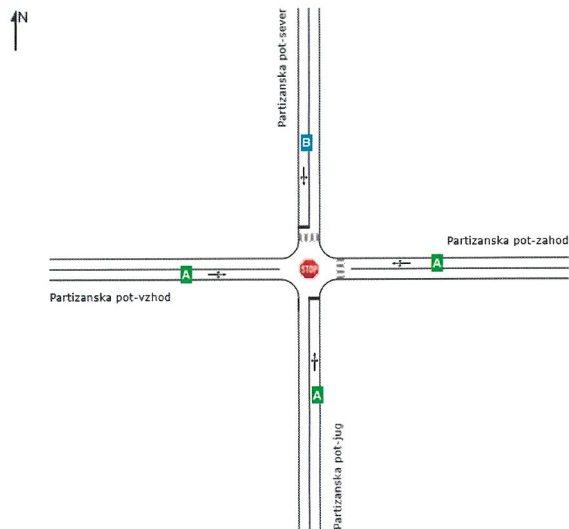 N
Partizanska pot-sever
B
Partizanska pot-zahod
A
STOP
A
Partizanska pot-vzhod
A
Partizanska pot-jug